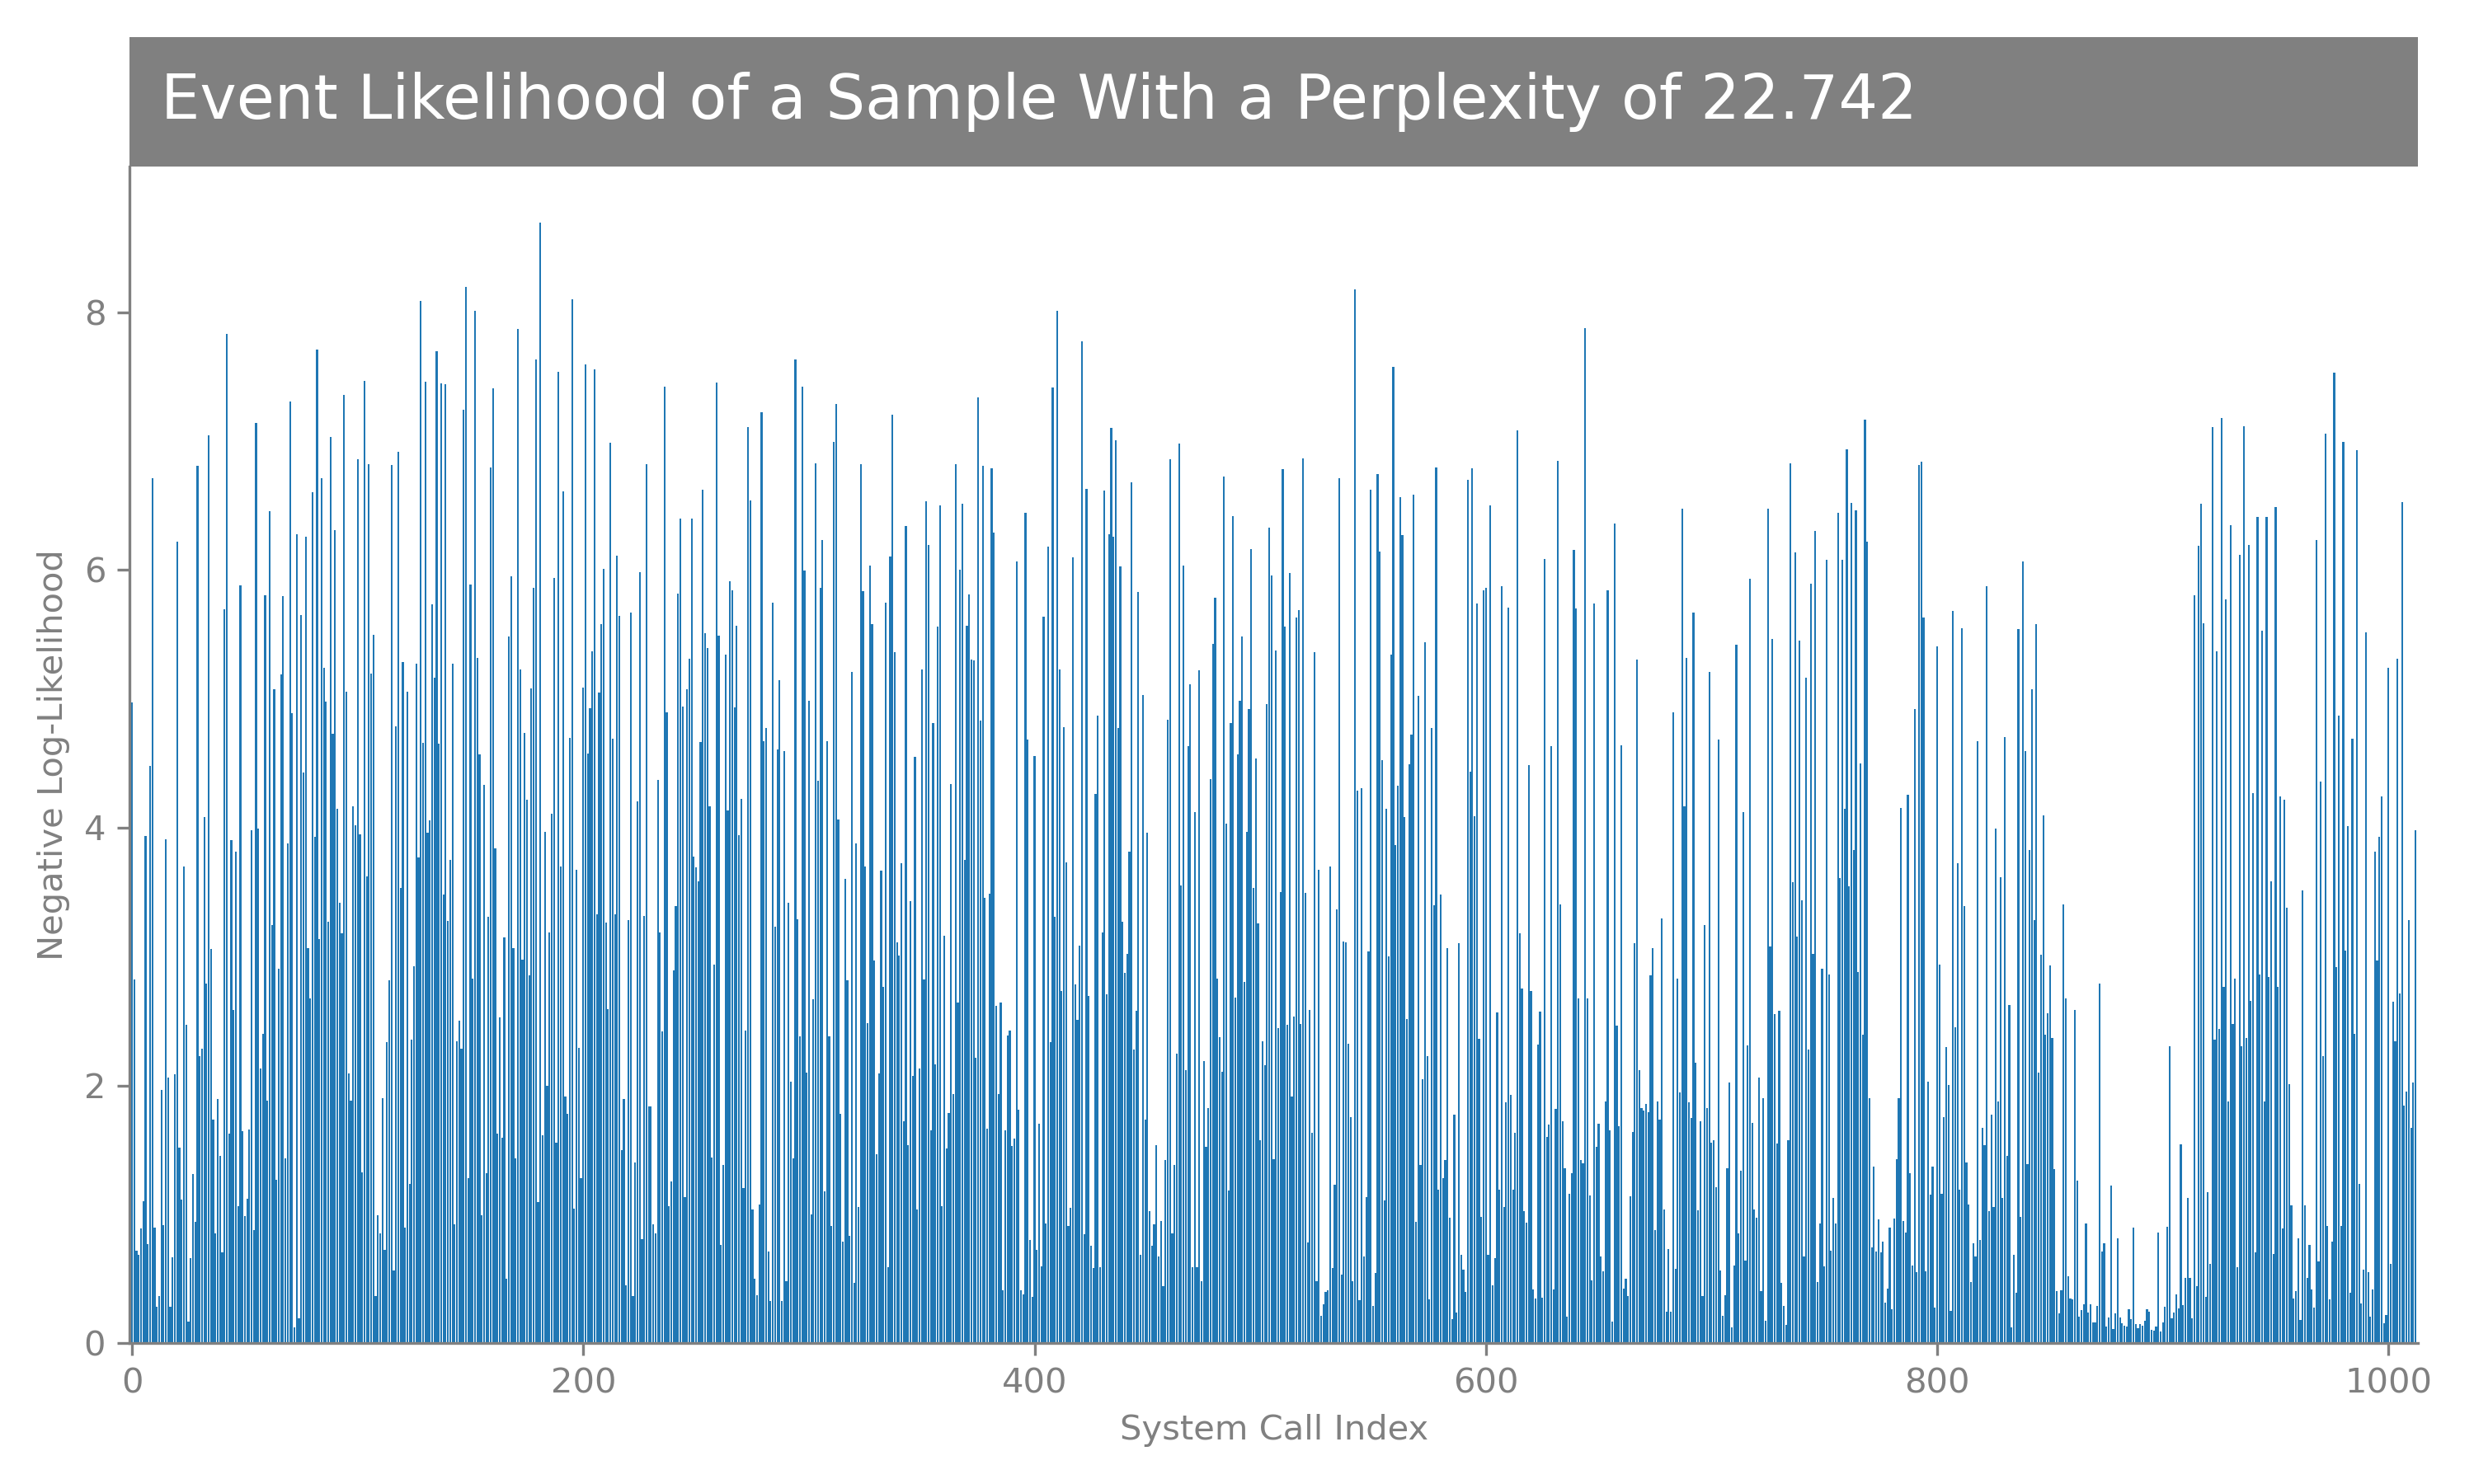 Event Likelihood of a Sample With a Perplexity of 22.742
8
6
4
2
0
Negative Log-Likelihood
0 200 400 600 800 1000
System Call Index